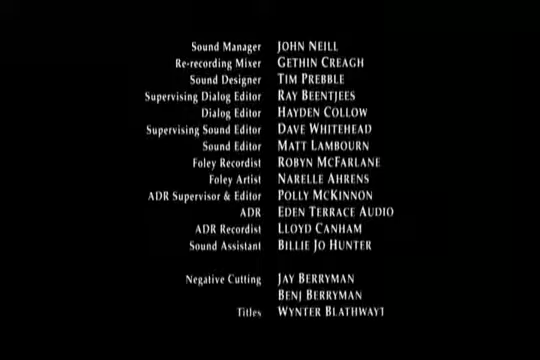 Sound Manager JOHN NEILL
Re-recording Mixer GETHIN CREAGH
Sound Designer TIM PREBBLE
Supervising Dialog Editor RAY BEENTJEES
Dialog Editor HAYDEN COLLOW
Supervising Sound Editor DAVE WHITEHEAD
Sound Editor MATT LAMBOURN
Foley Recordist ROBYN MCFARLANE
Foley Artist NARELLE AHRENS
ADR Supervisor & Editor POLLY MCKINNON
ADR EDEN TERRACE AUDIO
ADR Recordist LLOYD CANHAM
Sound Assistant BILLIE JO HUNTER
Negative Cutting JAY BERRYMAN
BENJ BERRYMAN
Titles WYNTER BLATHWAYT